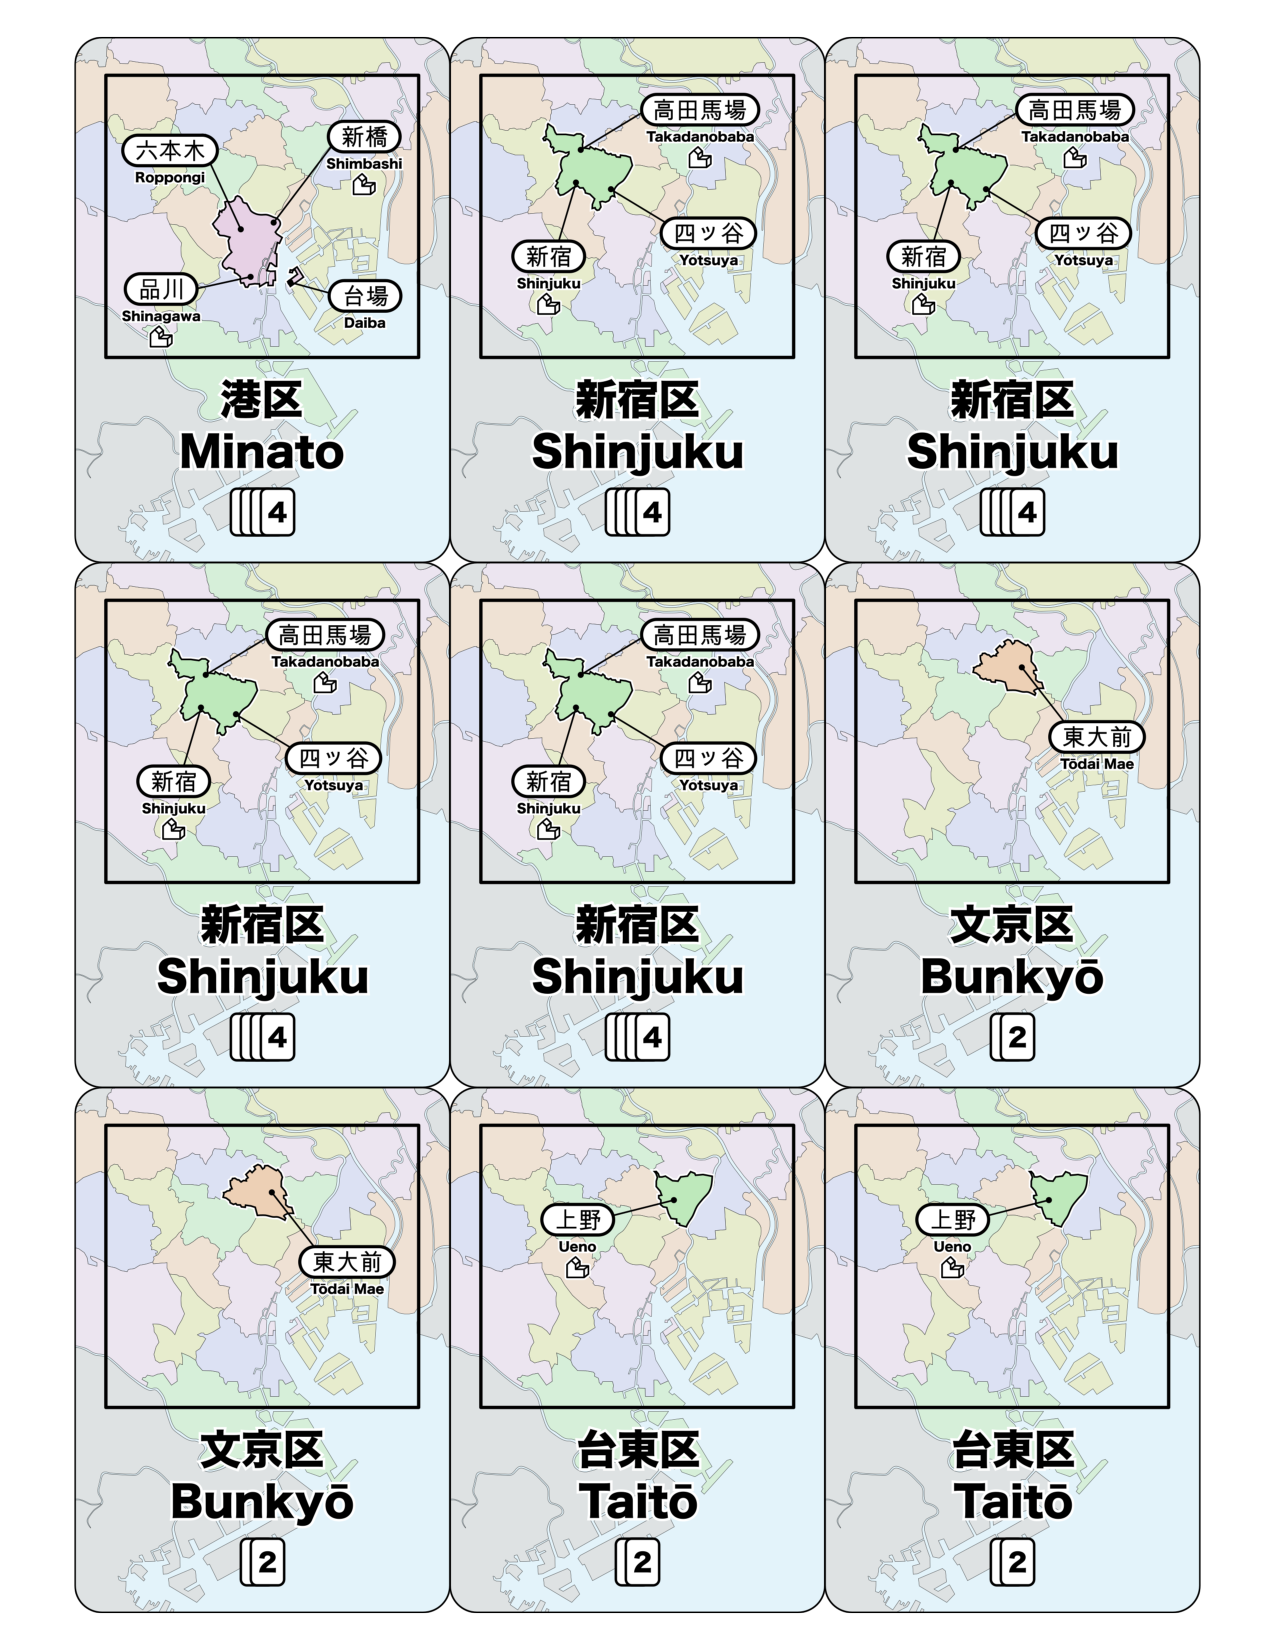 六本木
Roppongi
新橋
Shimbashi
品川
Shinagawa
台場
Daiba
港区
Minato
4
高田馬場
Takadanobaba
新宿
Shinjuku
四ッ谷
Yotsuya
新宿区
Shinjuku
4
高田馬場
Takadanobaba
新宿
Shinjuku
四ッ谷
Yotsuya
新宿区
Shinjuku
4
高田馬場
Takadanobaba
新宿
Shinjuku
四ッ谷
Yotsuya
新宿区
Shinjuku
4
高田馬場
Takadanobaba
新宿
Shinjuku
四ッ谷
Yotsuya
新宿区
Shinjuku
4
東大前
Tōdai Mae
文京区
Bunkyō
2
東大前
Tōdai Mae
文京区
Bunkyō
2
上野
Ueno
台東区
Taitō
2
上野
Ueno
台東区
Taitō
2